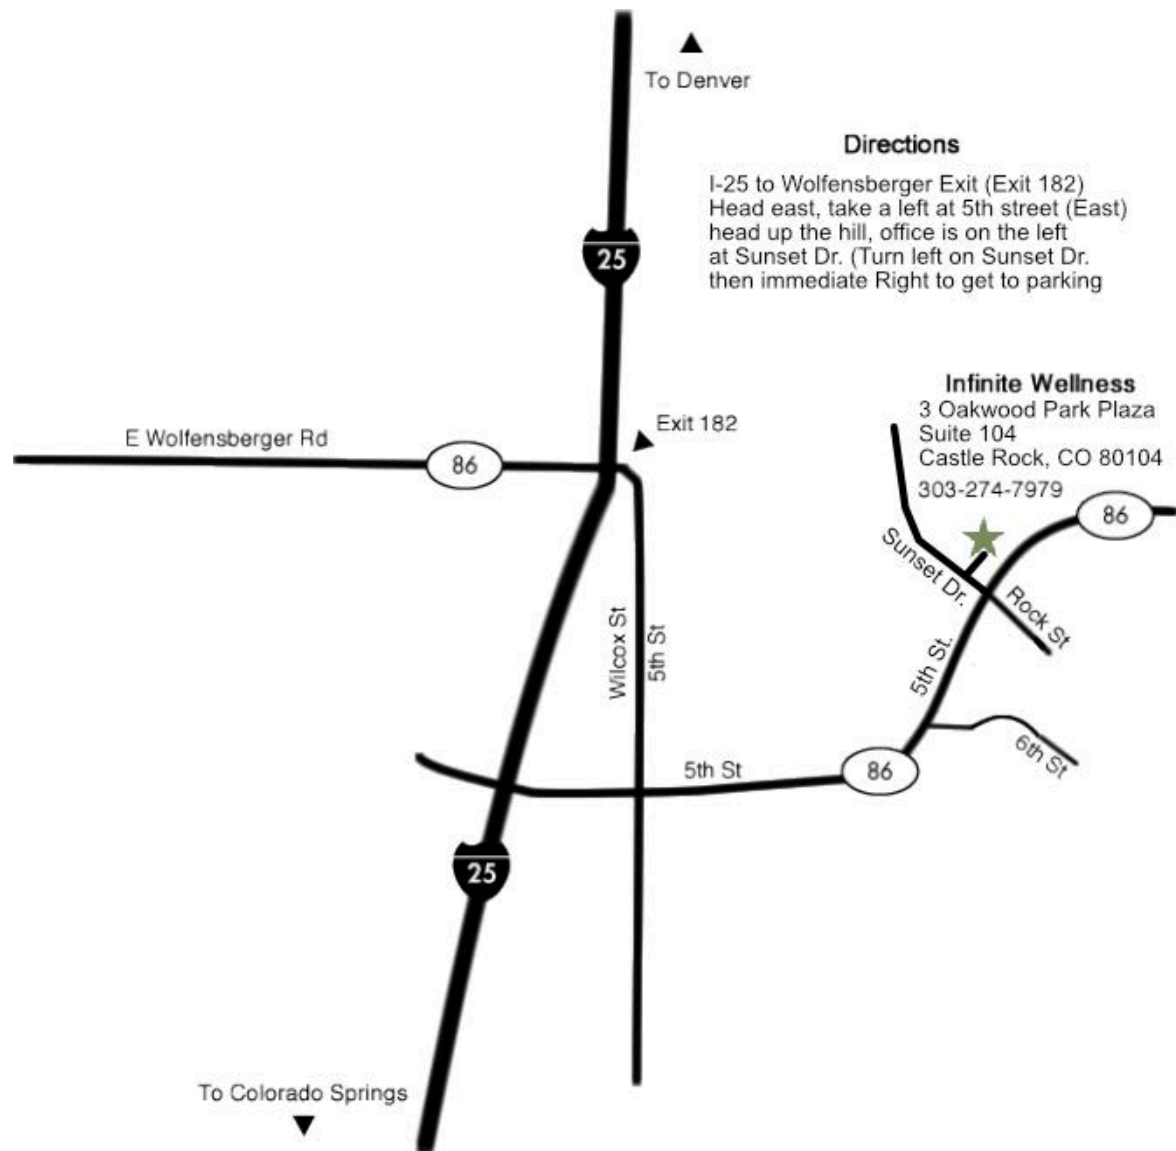 To Denver
Directions
I-25 to Wolfensberger Exit (Exit 182)
Head east, take a left at 5th street (East)
head up the hill, office is on the left
at Sunset Dr. (Turn left on Sunset Dr.
then immediate Right to get to parking
25
Infinite Wellness
3 Oakwood Park Plaza
Suite 104
Castle Rock, CO 80104
303-274-7979
E Wolfensberger Rd
86
Exit 182
86
Sunset Dr.
Rock St
Wilcox St
5th St
5th St.
6th St
5th St
86
25
To Colorado Springs